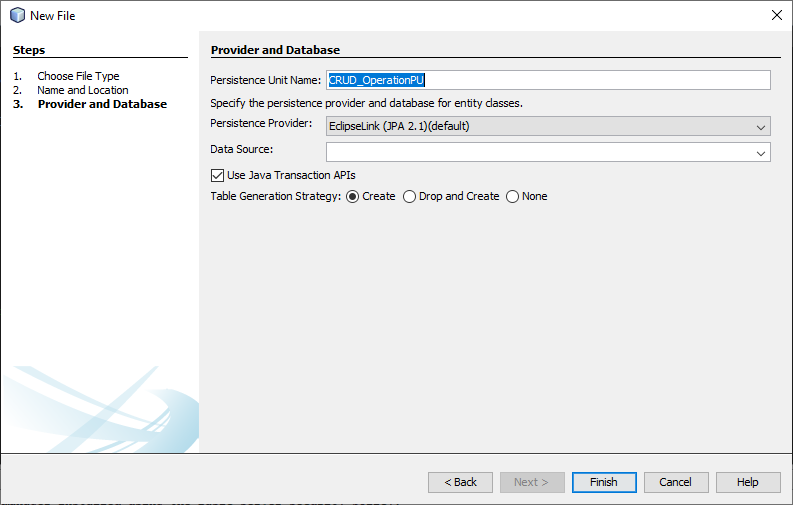 New File
Steps
1. Choose File Type
2. Name and Location
3. Provider and Database
Provider and Database
Persistence Unit Name: CRUD_OperationPU
Specify the persistence provider and database for entity classes.
Persistence Provider: EclipseLink (JPA 2.1)(default)
Data Source:
Use Java Transaction APIs
Table Generation Strategy: Create Drop and Create None
< Back Next > Finish Cancel Help